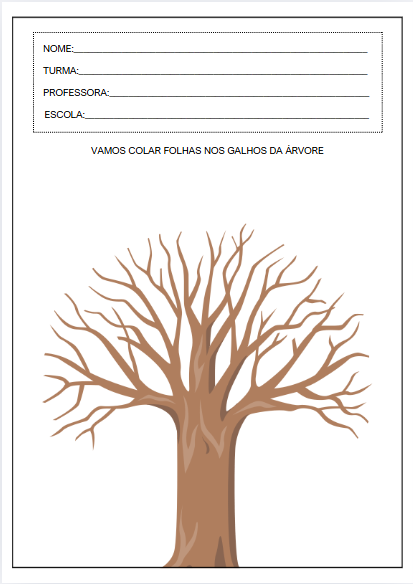 NOME:
TURMA:
PROFESSORA:
ESCOLA:
VAMOS COLAR FOLHAS NOS GALHOS DA ÁRVORE